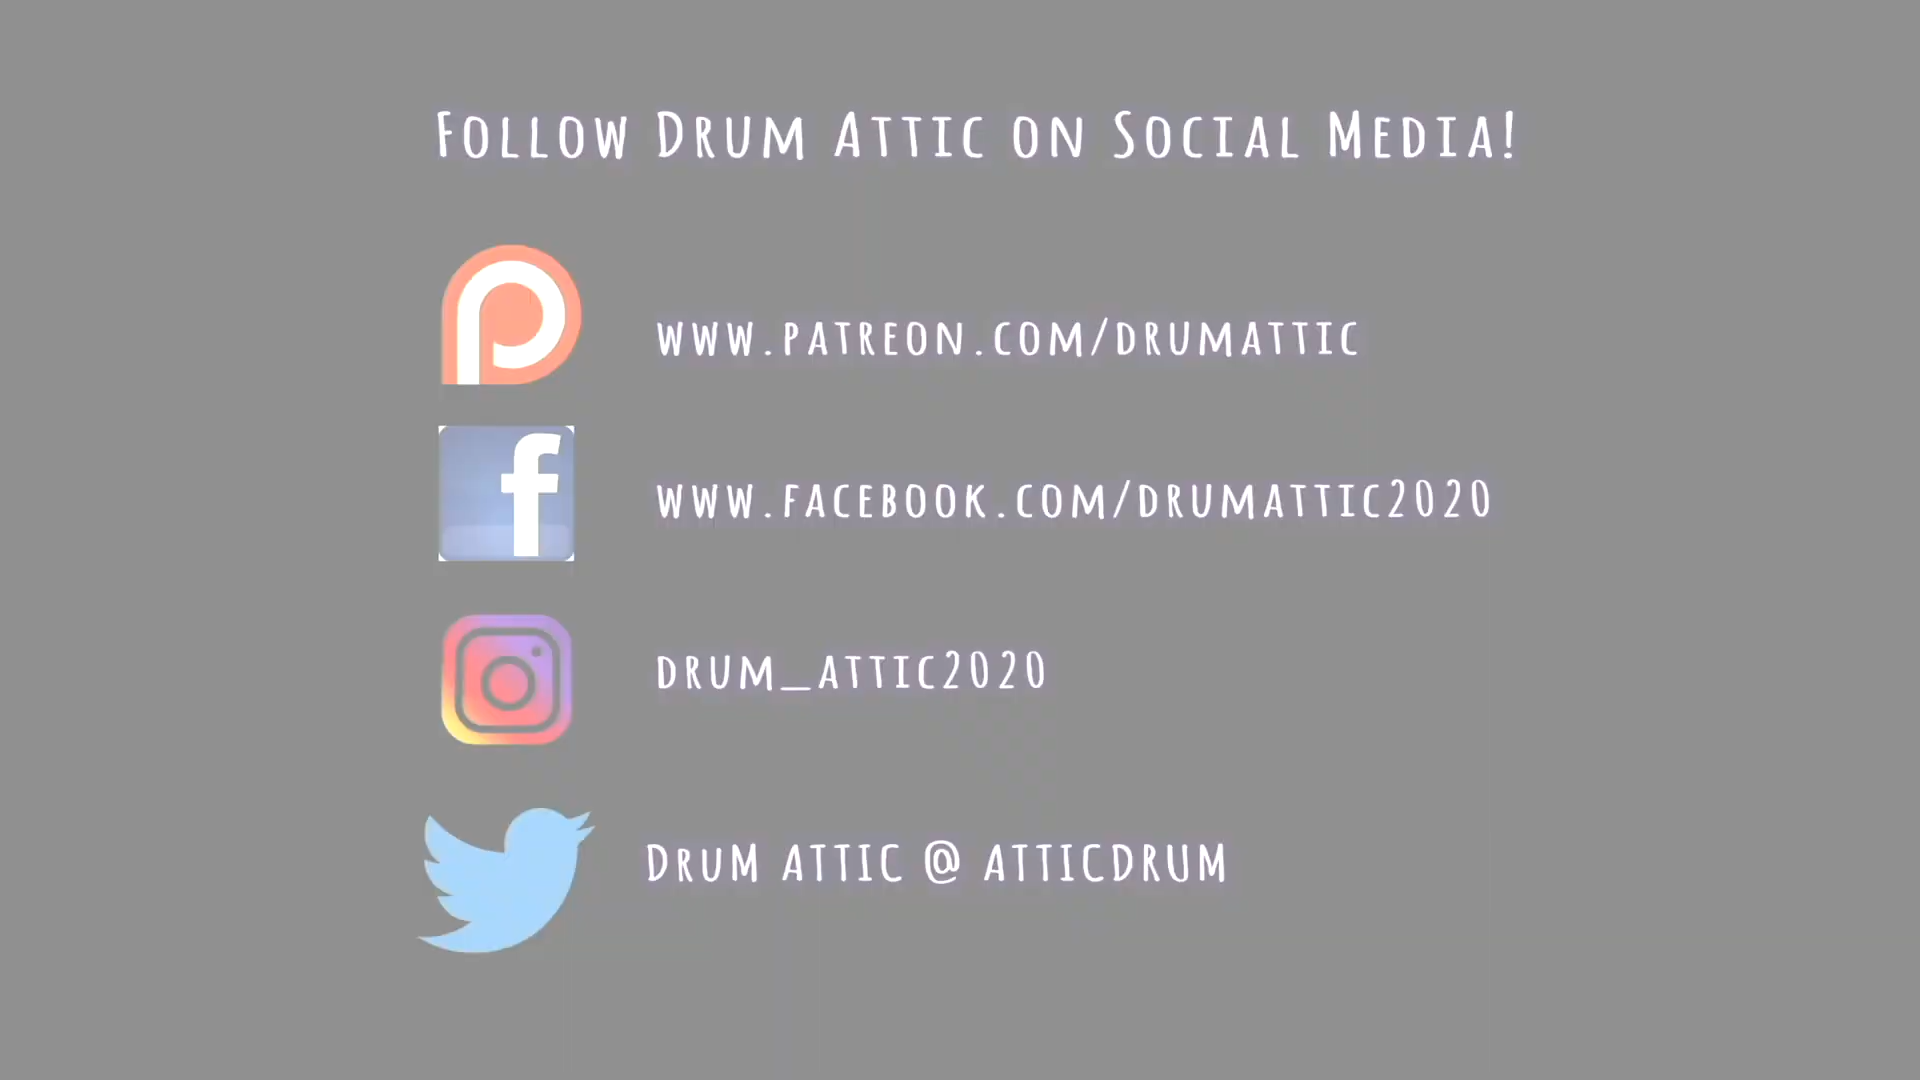 Follow Drum Attic on Social Media!
www.patreon.com/drumattic
www.facebook.com/drumattic2020
drum_attic2020
Drum Attic @ AtticDrum